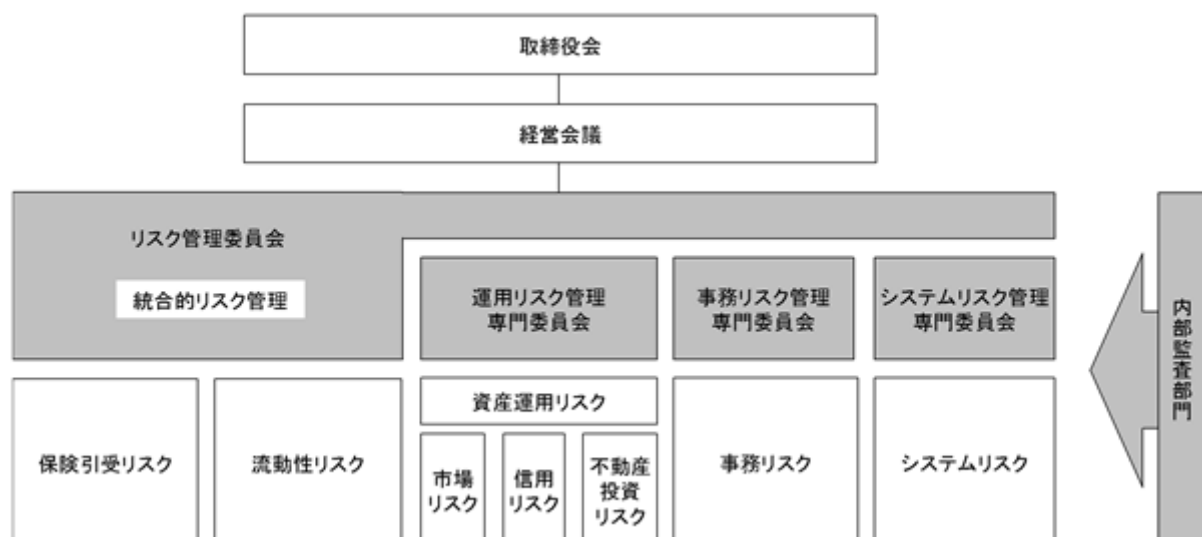 取締役会
経営会議
リスク管理委員会
統合的リスク管理
運用リスク管理
専門委員会
事務リスク管理
専門委員会
システムリスク管理
専門委員会
内部監査部門
保険引受リスク
流動性リスク
資産運用リスク
市場
リスク
信用
リスク
不動産
投資
リスク
事務リスク
システムリスク